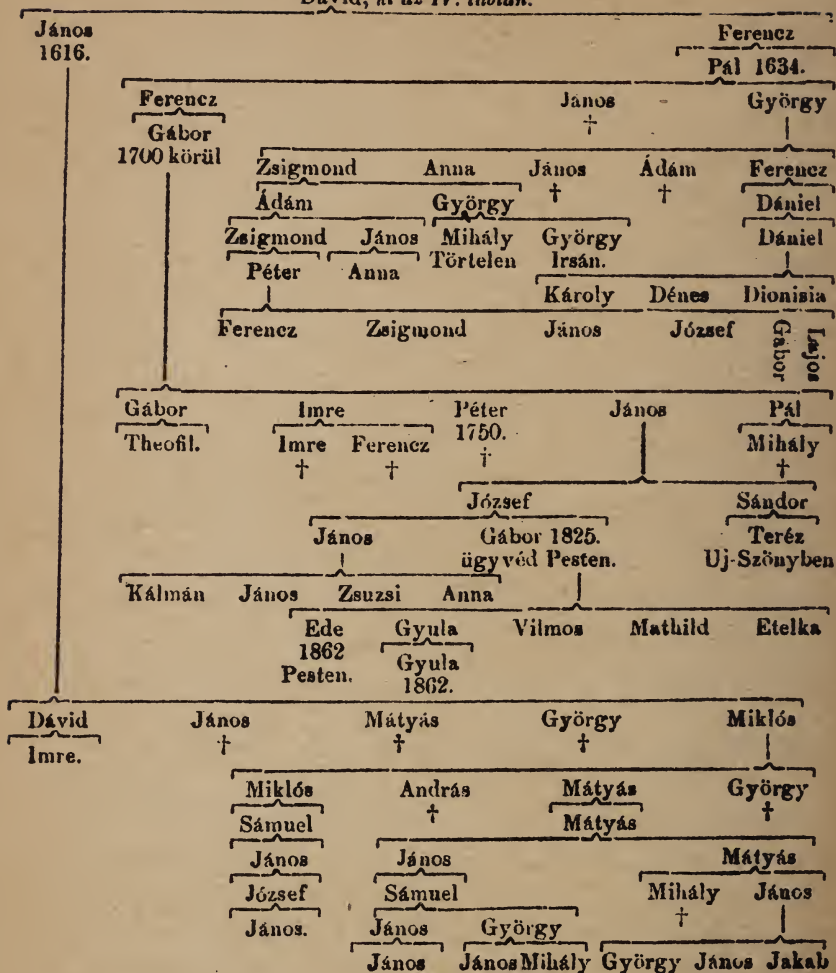 Dávid, ki az IV. táblán.
János Ferencz
1616. Pál 1634.
Ferencz János György
Gábor †
1700 körül
Zsigmond Anna János Ádám Ferencz
† †
Ádám György Dániel
Zsigmond János Mihály György Dániel
Törtelen Irsán.
Péter Anna
Károly Dénes Dionisia
Ferencz Zsigmond János József Gábor Lajos
Gábor Imre Péter János Pál
1750.
Theofil. Imre Ferencz † Mihály
† † †
József Sándor
János Gábor 1825. Teréz
ügyvéd Pesten. Uj-Szőnyben
Kálmán János Zsuzsi Anna
Ede Gyula Vilmos Mathild Etelka
1862 Gyula
Pesten. 1862.
Dávid János Mátyás György Miklós
Imre. † † †
Miklós András Mátyás György
Sámuel † Mátyás †
János János Mátyás
József Sámuel Mihály János
János. János György †
János János Mihály György János Jakab